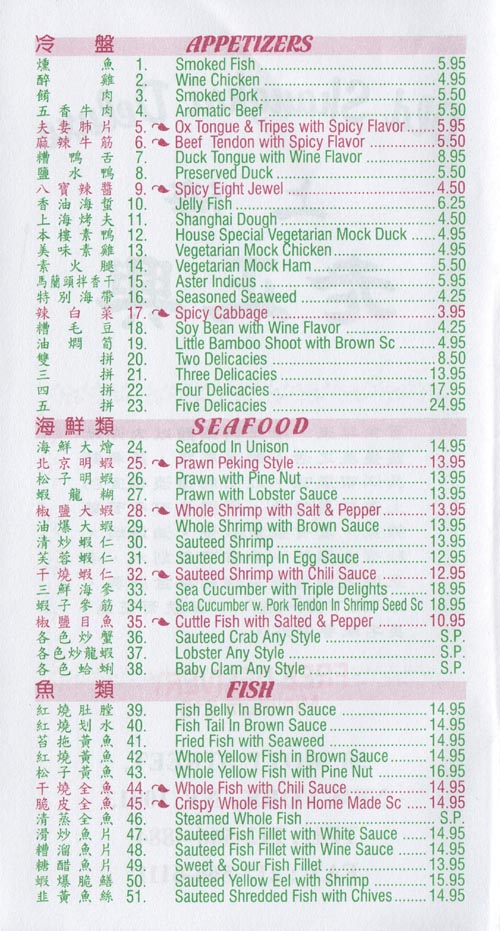 冷盤 APPETIZERS
燻魚 1. Smoked Fish 5.95
醉雞 2. Wine Chicken 4.95
餚肉 3. Smoked Pork 5.50
五香牛肉 4. Aromatic Beef 5.50
夫妻肺片 5. Ox Tongue & Tripes with Spicy Flavor 5.95
麻辣牛筋 6. Beef Tendon with Spicy Flavor 5.50
糟鴨舌 7. Duck Tongue with Wine Flavor 8.95
鹽水鴨 8. Preserved Duck 5.50
八寶辣醬 9. Spicy Eight Jewel 4.50
香油海蜇 10. Jelly Fish 6.25
上海烤夫 11. Shanghai Dough 4.50
本樓素鴨 12. House Special Vegetarian Mock Duck 4.95
美味素雞 13. Vegetarian Mock Chicken 4.95
素火腿 14. Vegetarian Mock Ham 5.50
馬蘭頭拌香干 15. Aster Indicus 5.95
特別海帶 16. Seasoned Seaweed 4.25
辣白菜 17. Spicy Cabbage 3.95
糟毛豆 18. Soy Bean with Wine Flavor 4.25
油燜筍 19. Little Bamboo Shoot with Brown Sc 4.95
雙拼 20. Two Delicacies 8.50
三拼 21. Three Delicacies 13.95
四拼 22. Four Delicacies 17.95
五拼 23. Five Delicacies 24.95
海鮮類 SEAFOOD
海鮮大燴 24. Seafood In Unison 14.95
北京明蝦 25. Prawn Peking Style 13.95
松子明蝦 26. Prawn with Pine Nut 13.95
蝦龍糊 27. Prawn with Lobster Sauce 13.95
椒鹽大蝦 28. Whole Shrimp with Salt & Pepper 13.95
油爆大蝦 29. Whole Shrimp with Brown Sauce 13.95
清炒蝦仁 30. Sauteed Shrimp 13.95
芙蓉蝦仁 31. Sauteed Shrimp In Egg Sauce 12.95
干燒蝦仁 32. Sauteed Shrimp with Chili Sauce 12.95
三鮮海參 33. Sea Cucumber with Triple Delights 18.95
蝦子參筋 34. Sea Cucumber w. Pork Tendon In Shrimp Seed Sc 18.95
椒鹽目魚 35. Cuttle Fish with Salted & Pepper 10.95
各色炒蟹 36. Sauteed Crab Any Style S.P.
各色炒龍蝦 37. Lobster Any Style S.P.
各色蛤蜊 38. Baby Clam Any Style S.P.
魚類 FISH
紅燒肚膛 39. Fish Belly In Brown Sauce 14.95
紅燒划水 40. Fish Tail In Brown Sauce 14.95
苔拖黃魚 41. Fried Fish with Seaweed 14.95
紅燒黃魚 42. Whole Yellow Fish in Brown Sauce 14.95
松子黃魚 43. Whole Yellow Fish with Pine Nut 16.95
干燒全魚 44. Whole Fish with Chili Sauce 14.95
脆皮全魚 45. Crispy Whole Fish In Home Made Sc 14.95
清蒸全魚 46. Steamed Whole Fish S.P.
滑炒魚片 47. Sauteed Fish Fillet with White Sauce 14.95
糟溜魚片 48. Sauteed Fish Fillet with Wine Sauce 14.95
糖醋魚片 49. Sweet & Sour Fish Fillet 13.95
蝦爆脆鱔 50. Sauteed Yellow Eel with Shrimp 15.95
韭黃魚絲 51. Sauteed Shredded Fish with Chives 14.95